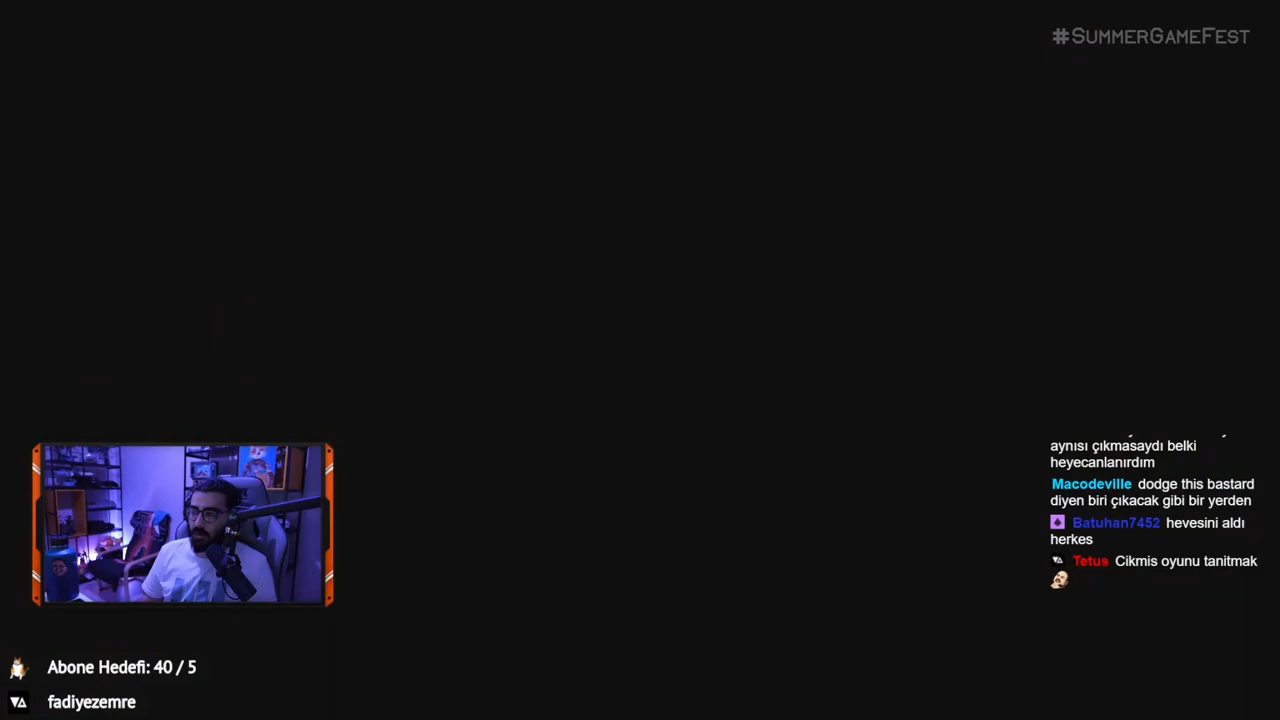 #SUMMERGAMEFEST
aynısı çıkmasaydı belki
heyecanlanırdım
Macodeville dodge this bastard
diyen biri çıkacak gibi bir yerden
Batuhan7452 hevesini aldı
herkes
Tetus Cikmis oyunu tanitmak
Abone Hedefi: 40 / 5
fadiyezemre